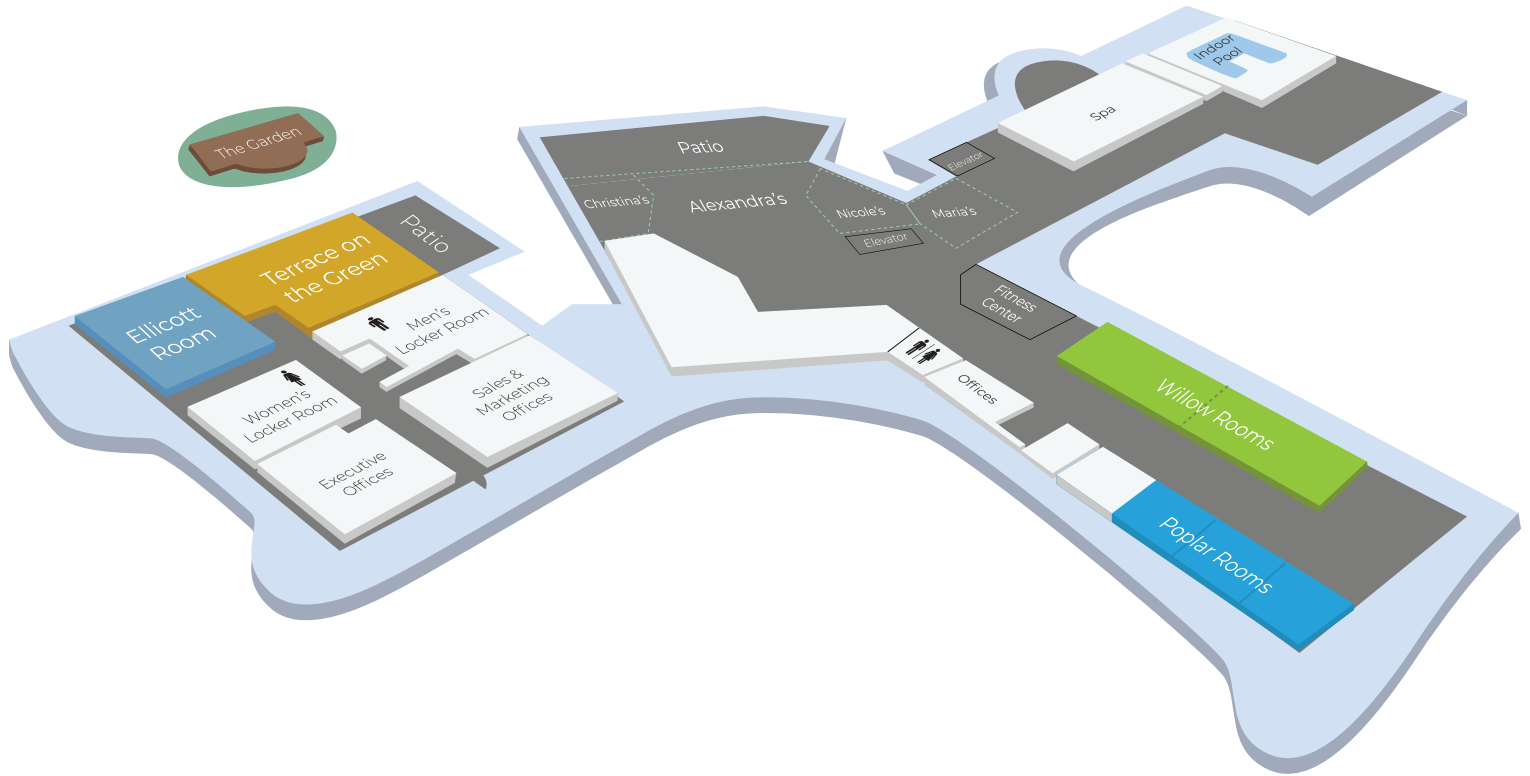 Indoor
Pool
Spa
The Garden
Patio
Elevator
Christina's
Alexandra's
Nicole's
Maria's
Elevator
Patio
Terrace on
the Green
Ellicott
Room
Men's
Locker Room
Fitness
Center
Women's
Locker Room
Sales &
Marketing
Offices
Offices
Willow Rooms
Executive
Offices
Poplar Rooms